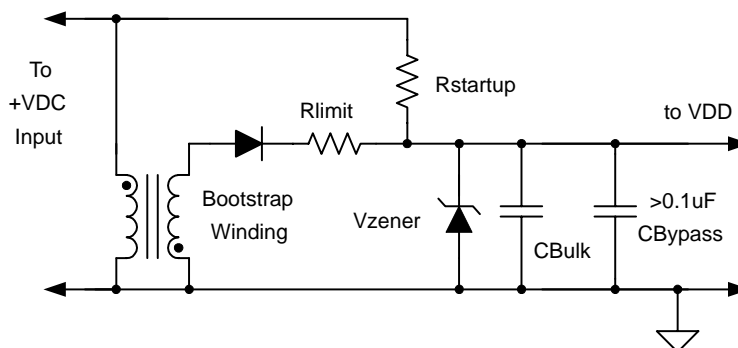 To
+VDC
Input
Rstartup
Rlimit
to VDD
Bootstrap
Winding
Vzener
CBulk
>0.1uF
CBypass